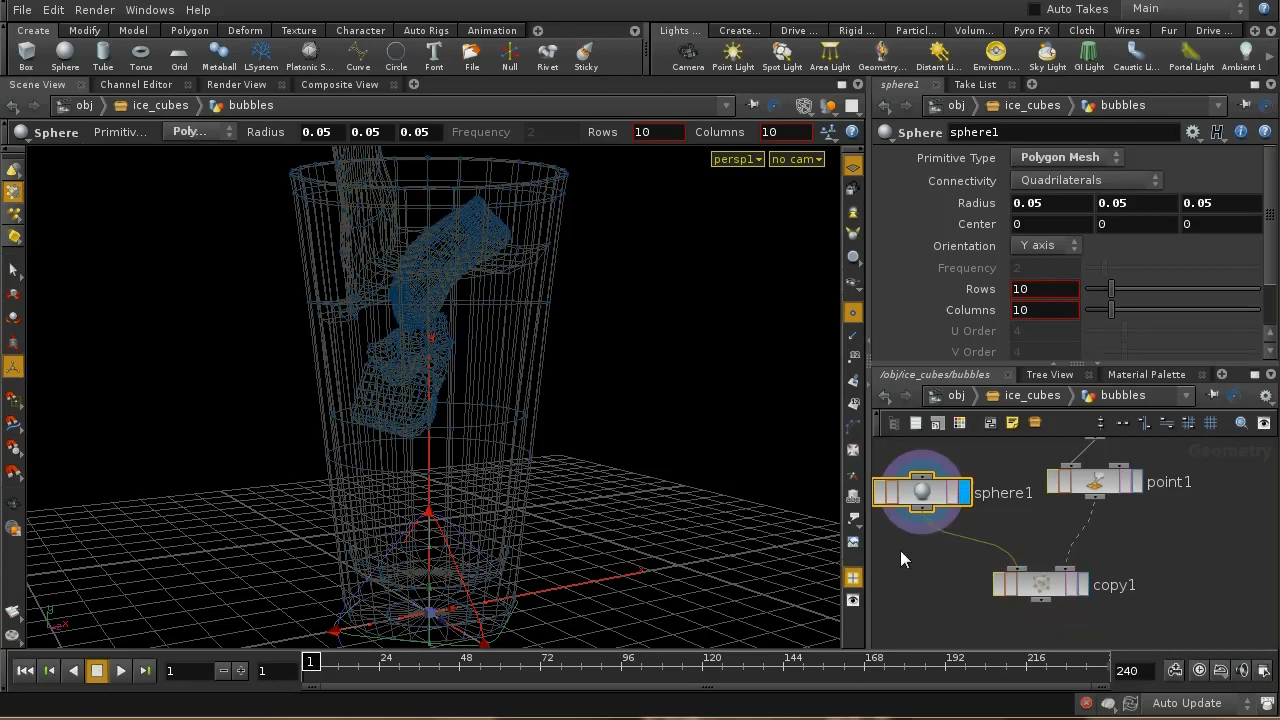 File Edit Render Windows Help
Auto Takes Main
Create Modify Model Polygon Deform Texture Character Auto Rigs Animation
Lights ... Create... Drive ... Rigid ... Particl... Volum... Pyro FX Cloth Wires Fur Drive ...
Box Sphere Tube Torus Grid Metaball LSystem Platonic S... Curve Circle Font File Null Rivet Sticky
Camera Point Light Spot Light Area Light Geometry... Distant Li... Environm... Sky Light GI Light Caustic Li... Portal Light Ambient L
Scene View Channel Editor Render View Composite View
sphere1 Take List
obj ice_cubes bubbles
obj ice_cubes bubbles
Sphere Primitiv... Poly... Radius 0.05 0.05 0.05 Frequency 2 Rows 10 Columns 10
Sphere sphere1
persp1 no cam
Primitive Type Polygon Mesh
Connectivity Quadrilaterals
Radius 0.05 0.05 0.05
Center 0 0 0
Orientation Y axis
Frequency 2
Rows 10
Columns 10
U Order 4
V Order 4
/obj/ice_cubes/bubbles Tree View Material Palette
obj ice_cubes bubbles
Geometry
sphere1
point1
copy1
y
x
1 1 1 24 48 72 96 120 144 168 192 216 240
Auto Update